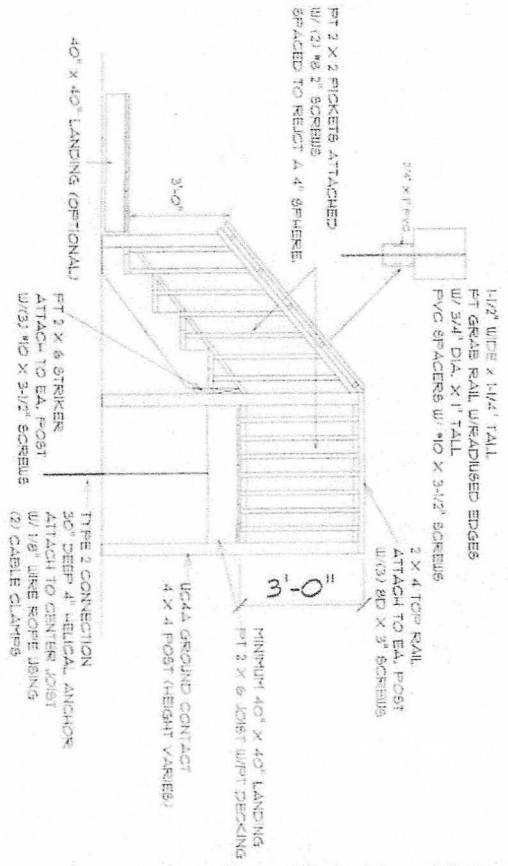 1-1/2" WIDE x 1-1/4" TALL
PT GRAB RAIL W/RADIUSED EDGES
W/ 3/4" DIA. X 1" TALL
PVC SPACERS W/ #10 X 3-1/2" SCREWS
3/4" X 1" PVC
PT 2 X 2 PICKETS ATTACHED
W/ (2) #8 2" SCREWS
SPACED TO REJECT A 4" SPHERE.
2 X 4 TOP RAIL
ATTACH TO EA. POST
W/(3) 8D X 3" SCREWS
3'-0"
3'-0"
MINIMUM 40" X 40" LANDING
PT 2 X 6 JOIST W/PT DECKING
UC4A GROUND CONTACT
4 X 4 POST (HEIGHT VARIES)
40" x 40" LANDING (OPTIONAL)
PT 2 X 6 STRIKER
ATTACH TO EA. POST
W/(3) #10 X 3-1/2" SCREWS
TYPE 2 CONNECTION
30" DEEP 4" HELICAL ANCHOR
ATTACH TO CENTER JOIST
W/ 1/8" WIRE ROPE USING
(2) CABLE CLAMPS